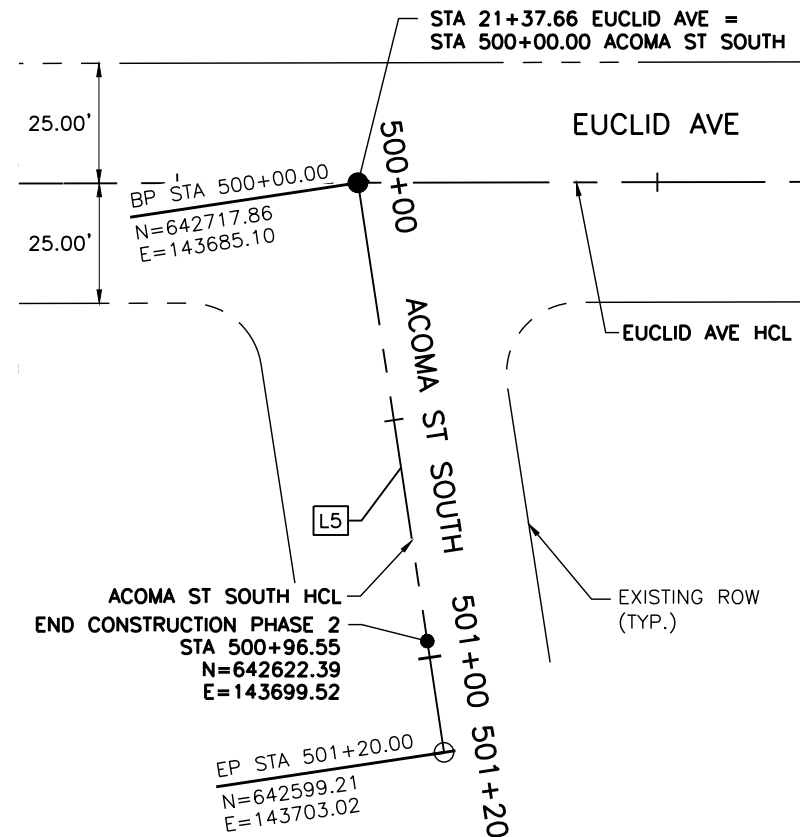 STA 21+37.66 EUCLID AVE =
STA 500+00.00 ACOMA ST SOUTH
25.00'
EUCLID AVE
500+00
BP STA 500+00.00
N=642717.86
E=143685.10
25.00'
EUCLID AVE HCL
ACOMA ST SOUTH
L5
ACOMA ST SOUTH HCL
END CONSTRUCTION PHASE 2
STA 500+96.55
N=642622.39
E=143699.52
EXISTING ROW
(TYP.)
501+00
501+20
EP STA 501+20.00
N=642599.21
E=143703.02